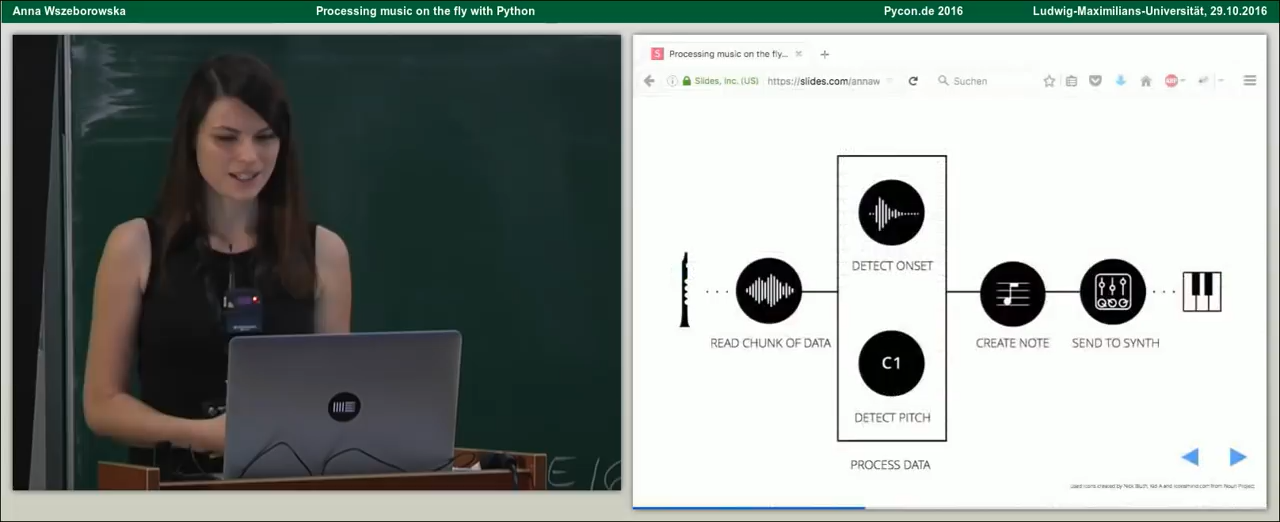 Anna Wszeborowska
Processing music on the fly with Python
Pycon.de 2016
Ludwig-Maximilians-Universität, 29.10.2016
S Processing music on the fly...
Slides, Inc. (US) https://slides.com/annaw
Suchen
ABP
DETECT ONSET
READ CHUNK OF DATA
CREATE NOTE
SEND TO SYNTH
C1
DETECT PITCH
PROCESS DATA